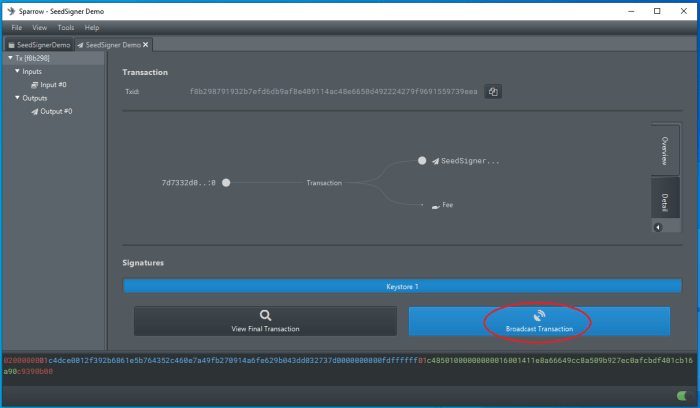 Sparrow - SeedSigner Demo
File View Tools Help
SeedSignerDemo SeedSigner Demo
Tx [f8b298]
Inputs
Input #0
Outputs
Output #0
Transaction
Txid: f8b298791932b7efd6db9af8e409114ac48e6650d492224279f9691559739eea
Overview
SeedSigner...
7d7332d0..:0 Transaction
Detail
Fee
Signatures
Keystore 1
View Final Transaction Broadcast Transaction